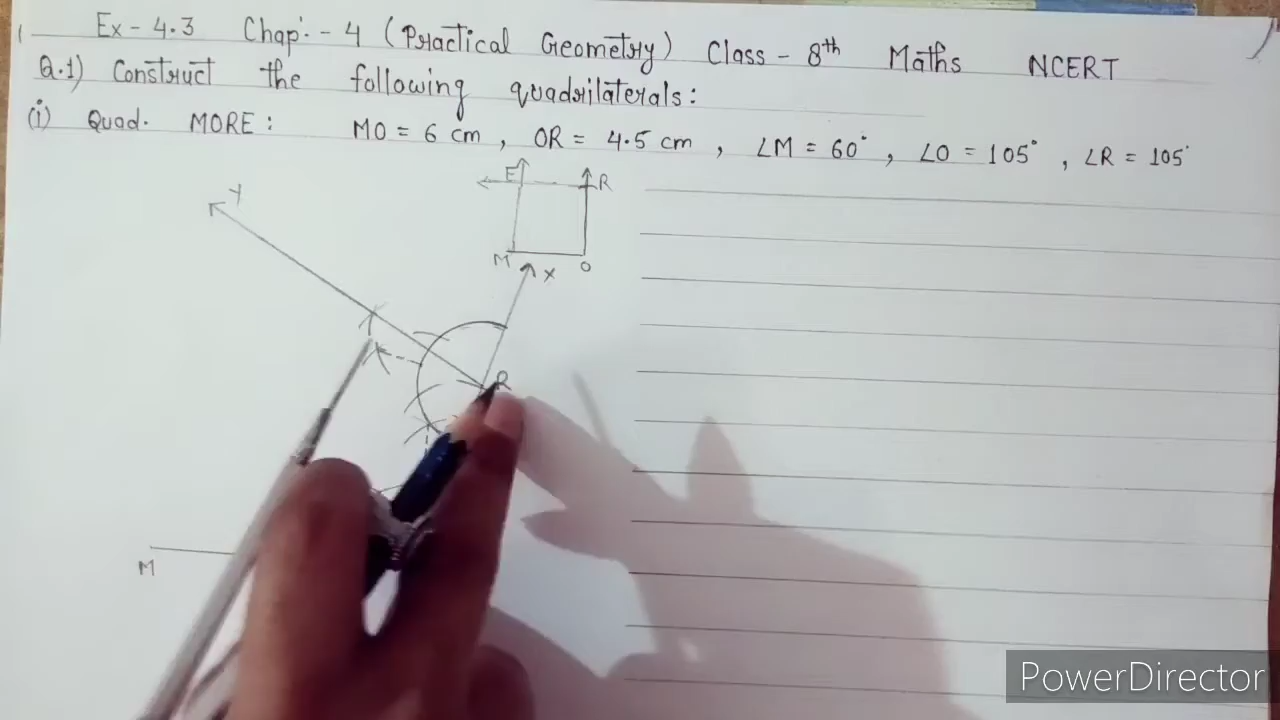 Ex - 4.3 Chap:- 4 (Practical Geometry) Class - 8th Maths NCERT
Q.1) Construct the following quadrilaterals:
(i) Quad. MORE: MO = 6 cm, OR = 4.5 cm, ∠M = 60°, ∠O = 105°, ∠R = 105°
E R
M O
Y
X
R
M
PowerDirector